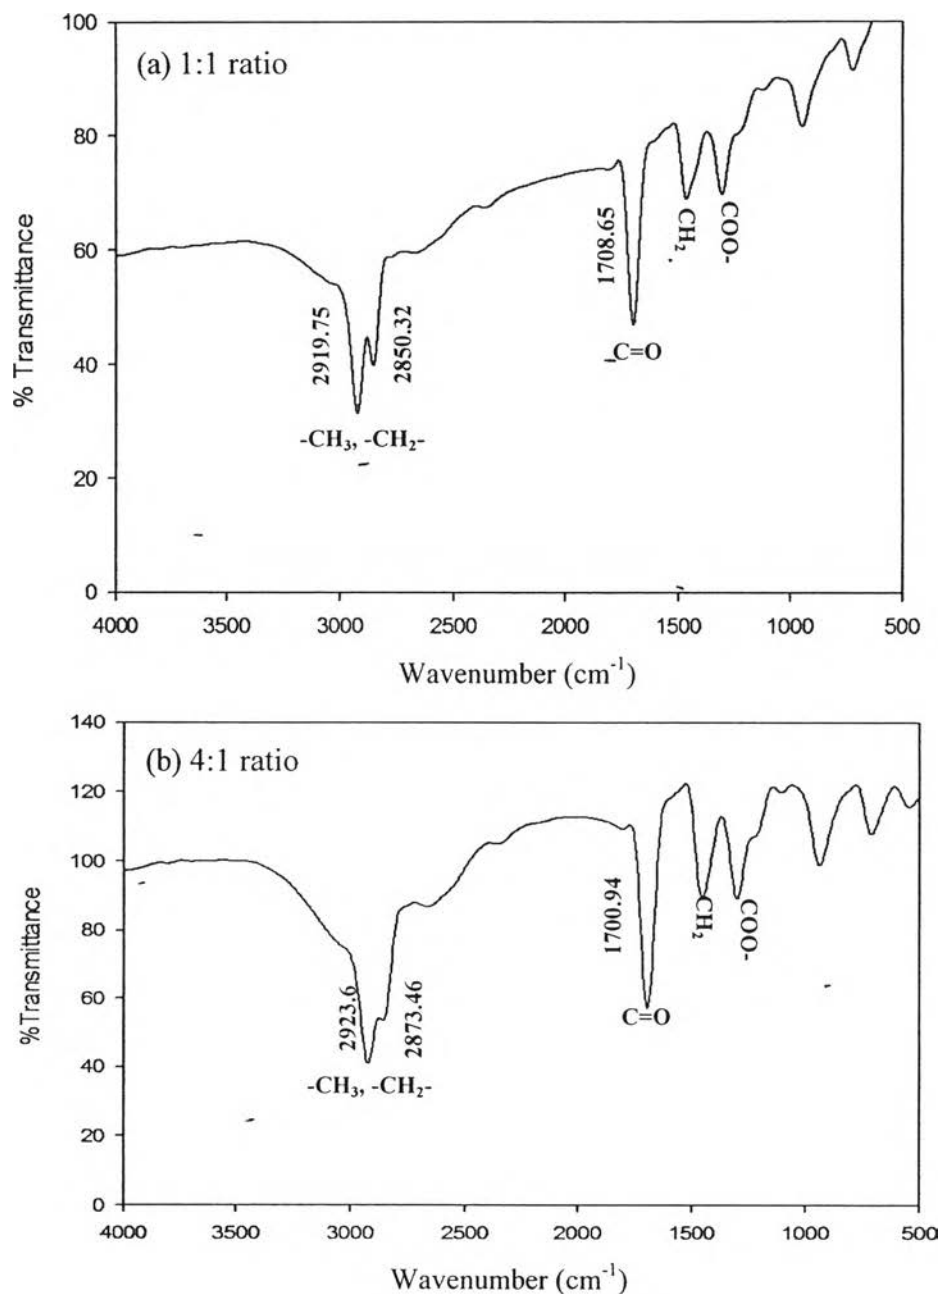 (a) 1:1 ratio
100
80
60
40
20
0
% Transmittance
2919.75
2850.32
-CH₃, -CH₂-
1708.65
C=O
CH₂
COO-
4000 3500 3000 2500 2000 1500 1000 500
Wavenumber (cm⁻¹)
(b) 4:1 ratio
140
120
100
80
60
40
20
0
%Transmittance
2923.6
2873.46
-CH₃, -CH₂-
1700.94
C=O
CH₂
COO-
4000 3500 3000 2500 2000 1500 1000 500
Wavenumber (cm⁻¹)